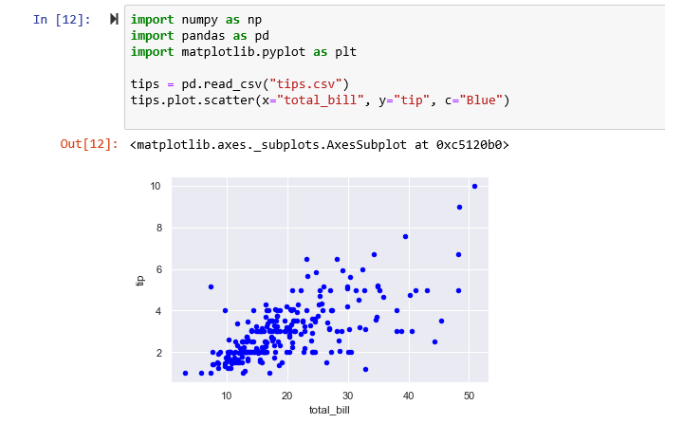 In [12]:
import numpy as np
import pandas as pd
import matplotlib.pyplot as plt
tips = pd.read_csv("tips.csv")
tips.plot.scatter(x="total_bill", y="tip", c="Blue")
Out[12]: <matplotlib.axes._subplots.AxesSubplot at 0xc5120b0>
10
8
6
4
2
tip
10 20 30 40 50
total_bill